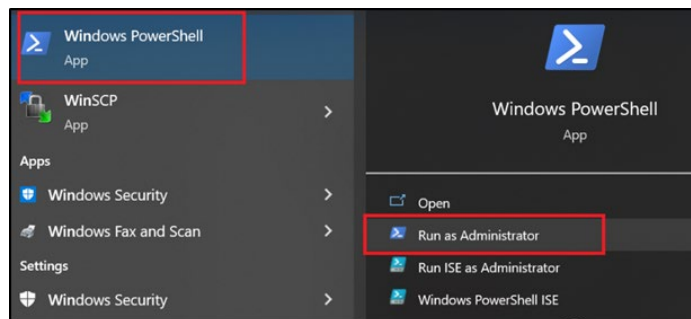 Windows PowerShell
App
WinSCP
App
Apps
Windows Security
Windows Fax and Scan
Settings
Windows Security
Windows PowerShell
App
Open
Run as Administrator
Run ISE as Administrator
Windows PowerShell ISE